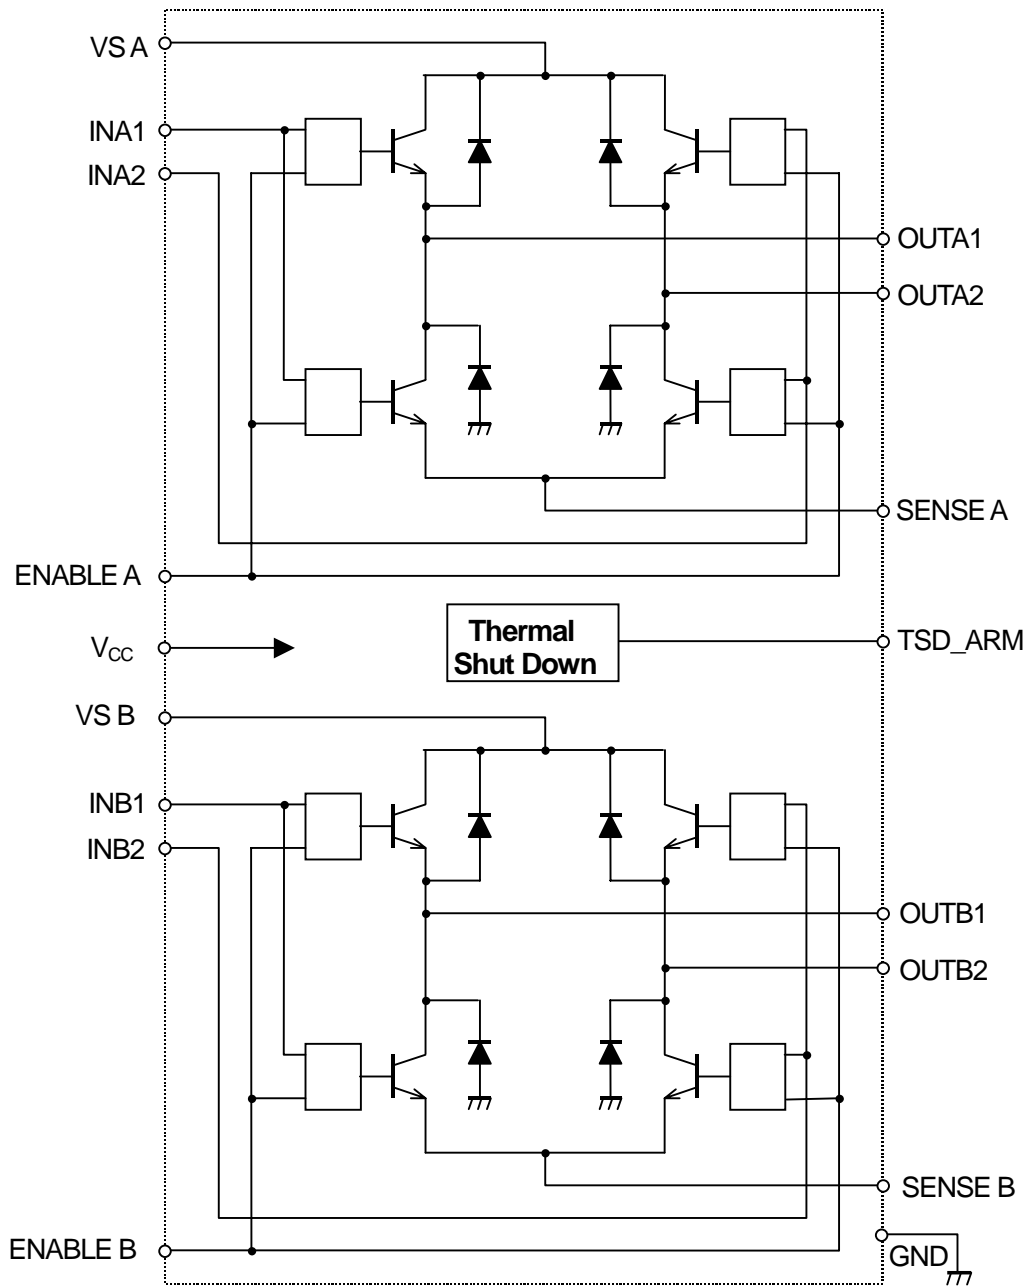 VS A
INA1
INA2
OUTA1
OUTA2
SENSE A
ENABLE A
Thermal
Shut Down
TSD_ARM
VCC
VS B
INB1
INB2
OUTB1
OUTB2
SENSE B
ENABLE B
GND